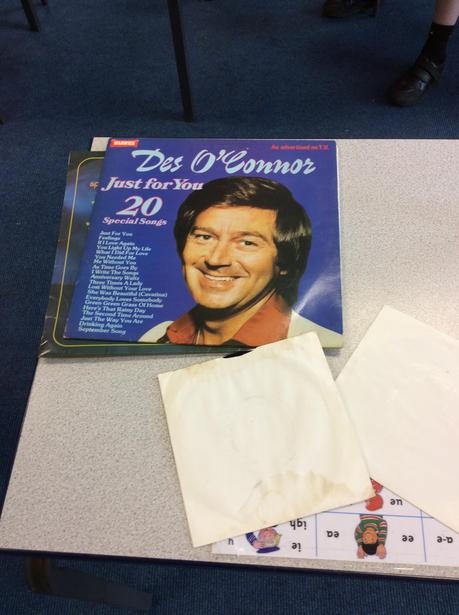 WARWICK
As advertised on T.V.
Des O'Connor
Just for You
20
Special Songs
Just For You
Feelings
If I Love Again
You Light Up My Life
What I Did For Love
You Needed Me
Me Without You
As Time Goes By
I Write The Songs
Anniversary Waltz
Three Times A Lady
Lost Without Your Love
She Was Beautiful (Cavatina)
Everybody Loves Somebody
Green Green Grass Of Home
Here's That Rainy Day
The Second Time Around
Just The Way You Are
Drinking Again
September Song
ue
a-e
ee
ea
ie
igh